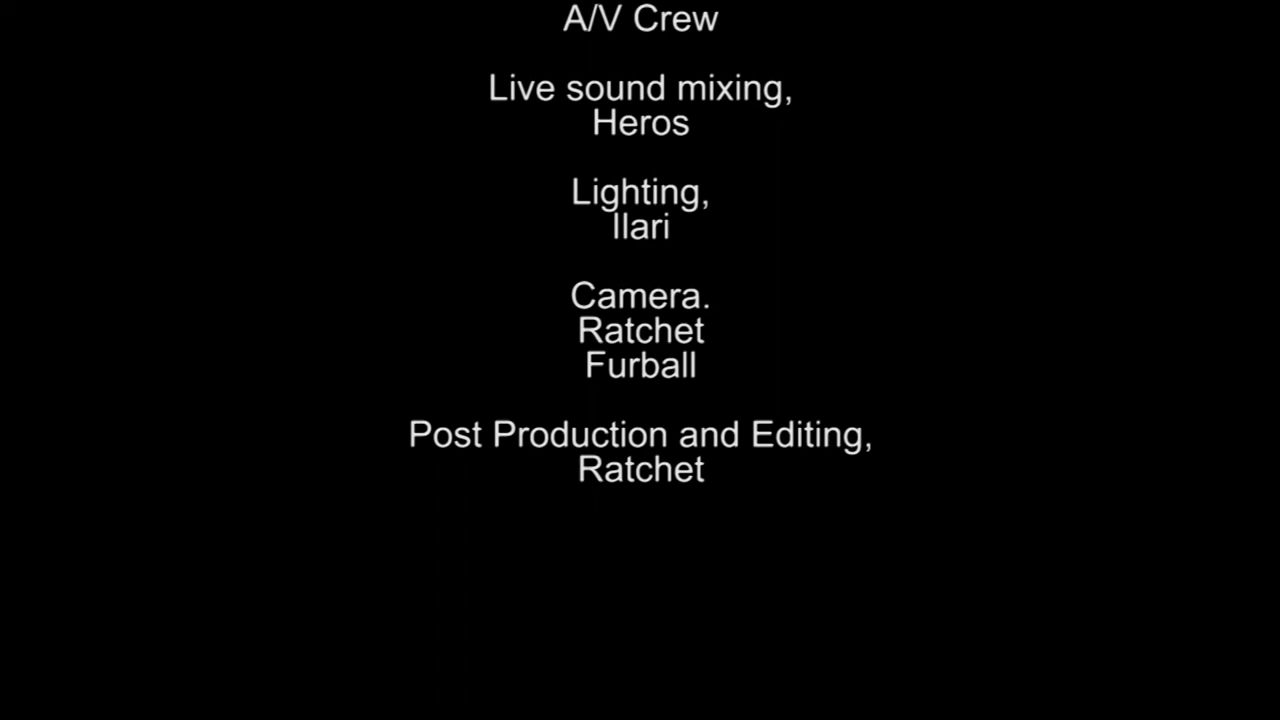 A/V Crew
Live sound mixing,
Heros
Lighting,
Ilari
Camera.
Ratchet
Furball
Post Production and Editing,
Ratchet